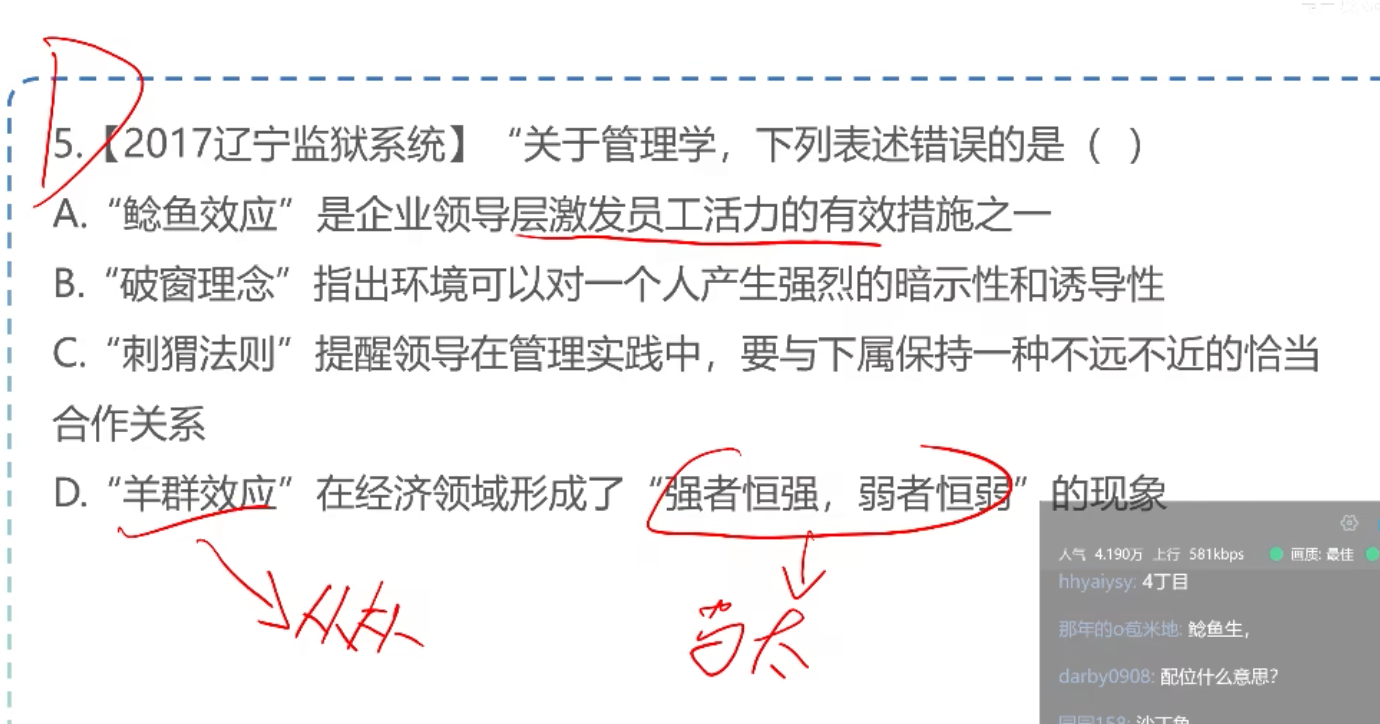 D
5.【2017辽宁监狱系统】“关于管理学，下列表述错误的是（ ）
A.“鲶鱼效应”是企业领导层激发员工活力的有效措施之一
B.“破窗理念”指出环境可以对一个人产生强烈的暗示性和诱导性
C.“刺猬法则”提醒领导在管理实践中，要与下属保持一种不远不近的恰当
合作关系
D.“羊群效应”在经济领域形成了“强者恒强，弱者恒弱”的现象
从众
马太
人气 4.190万 上行 581kbps 画质: 最佳
hhyaiysy: 4丁目
那年的o苞米地: 鲶鱼生，
darby0908: 配位什么意思?